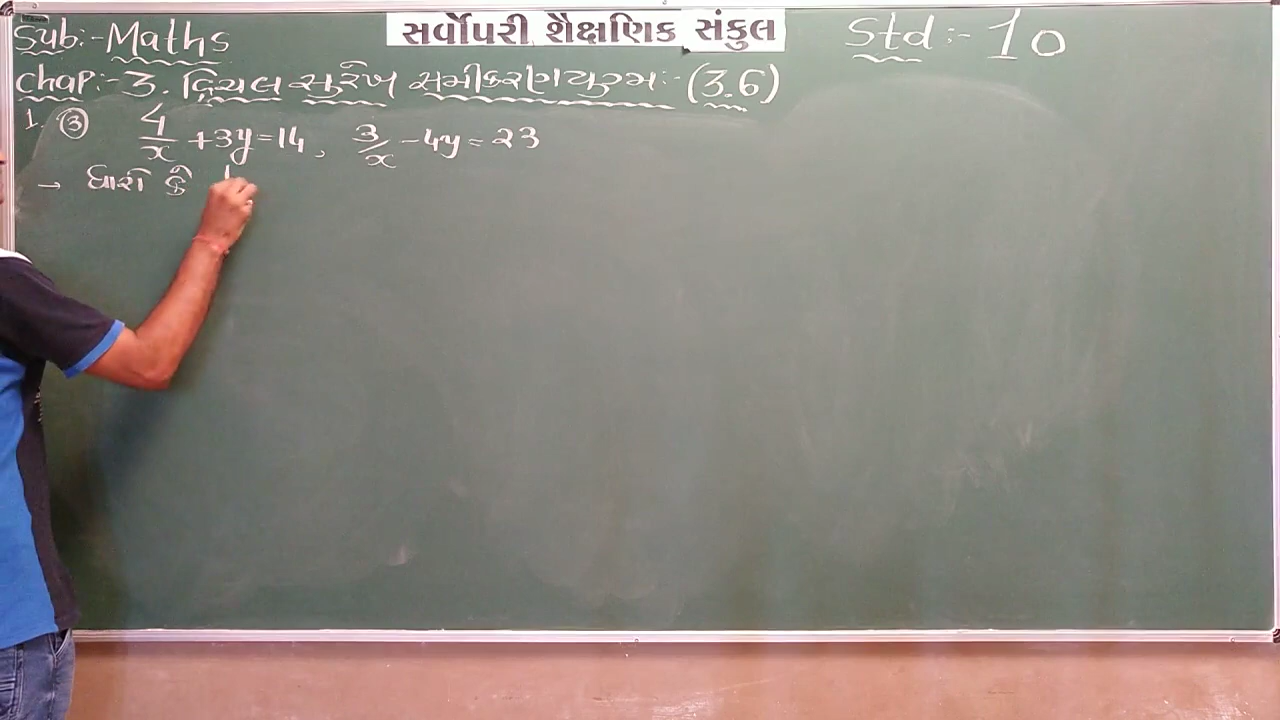 સર્વોપરી શૈક્ષણિક સંકુલ
Sub:- Maths
Std:- 10
Chap:- 3. દ્વિચલ સુરેખ સમીકરણયુગ્મ:- (3.6)
1. ③ 4/x + 3y = 14, 3/x - 4y = 23
→ ધારો કે